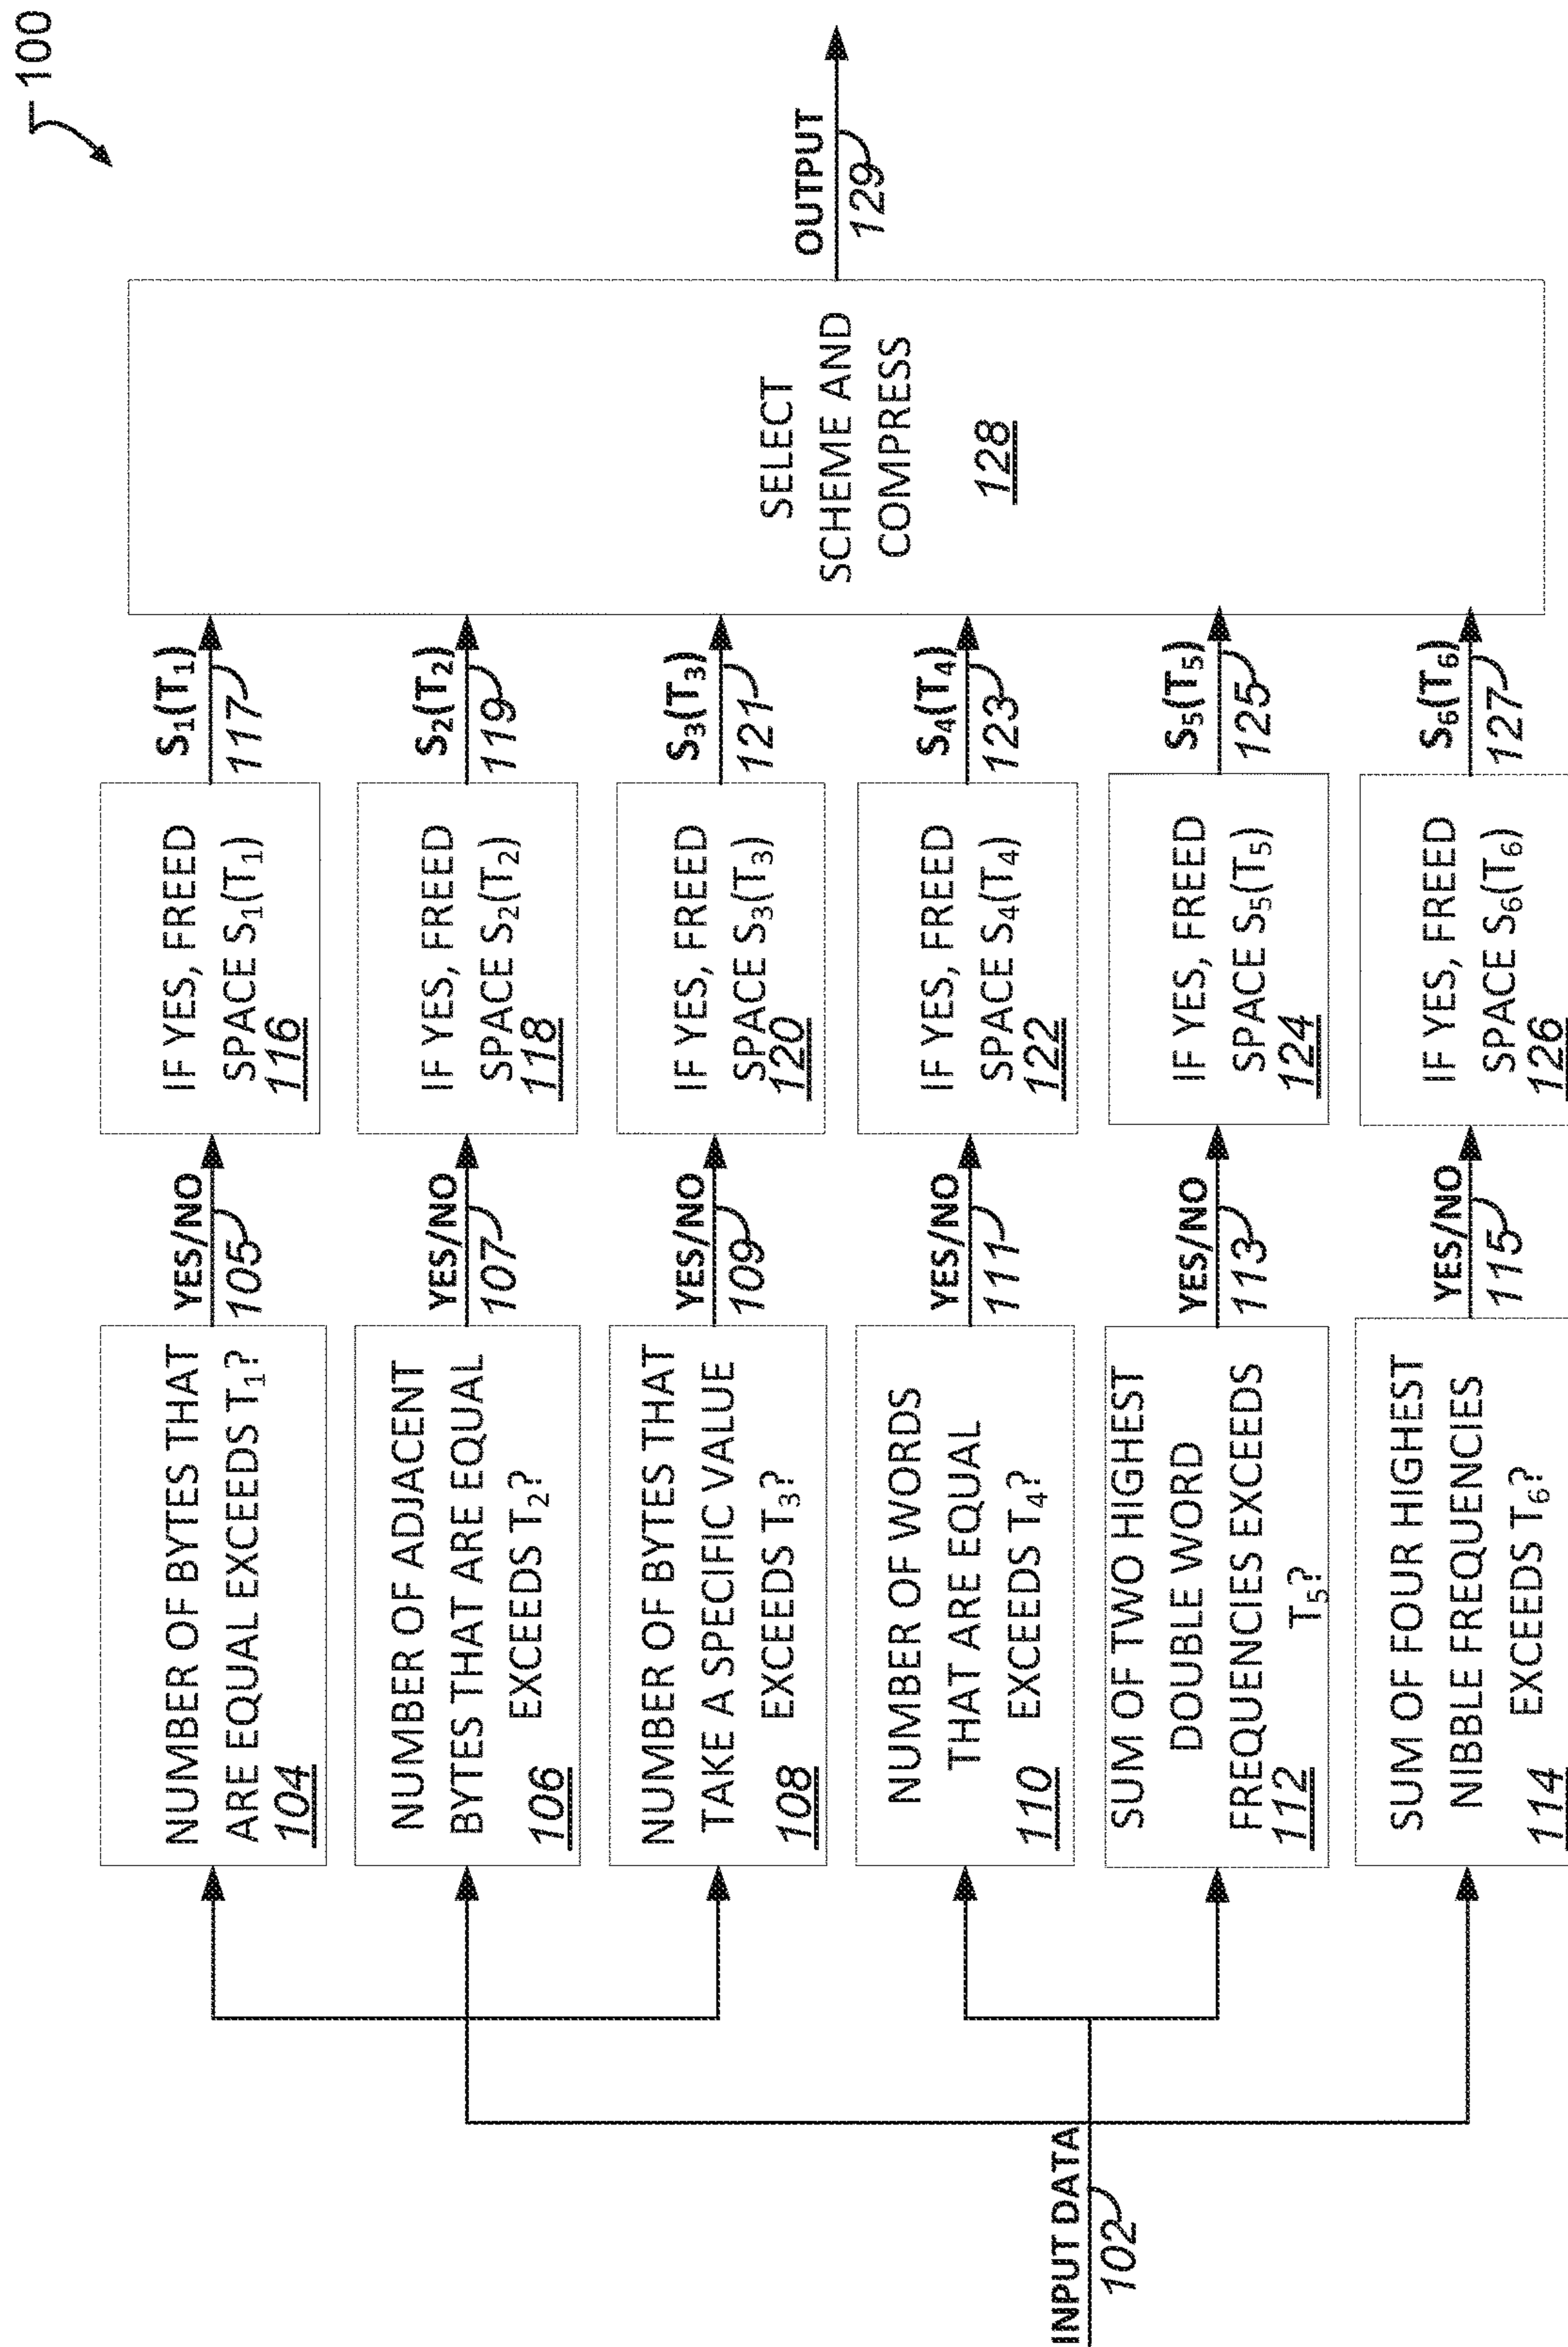 100
INPUT DATA
102
NUMBER OF BYTES THAT
ARE EQUAL EXCEEDS T₁?
104
YES/NO
105
IF YES, FREED
SPACE S₁(T₁)
116
S₁(T₁)
117
NUMBER OF ADJACENT
BYTES THAT ARE EQUAL
EXCEEDS T₂?
106
YES/NO
107
IF YES, FREED
SPACE S₂(T₂)
118
S₂(T₂)
119
NUMBER OF BYTES THAT
TAKE A SPECIFIC VALUE
EXCEEDS T₃?
108
YES/NO
109
IF YES, FREED
SPACE S₃(T₃)
120
S₃(T₃)
121
NUMBER OF WORDS
THAT ARE EQUAL
EXCEEDS T₄?
110
YES/NO
111
IF YES, FREED
SPACE S₄(T₄)
122
S₄(T₄)
123
SUM OF TWO HIGHEST
DOUBLE WORD
FREQUENCIES EXCEEDS
T₅?
112
YES/NO
113
IF YES, FREED
SPACE S₅(T₅)
124
S₅(T₅)
125
SUM OF FOUR HIGHEST
NIBBLE FREQUENCIES
EXCEEDS T₆?
114
YES/NO
115
IF YES, FREED
SPACE S₆(T₆)
126
S₆(T₆)
127
SELECT
SCHEME AND
COMPRESS
128
OUTPUT
129